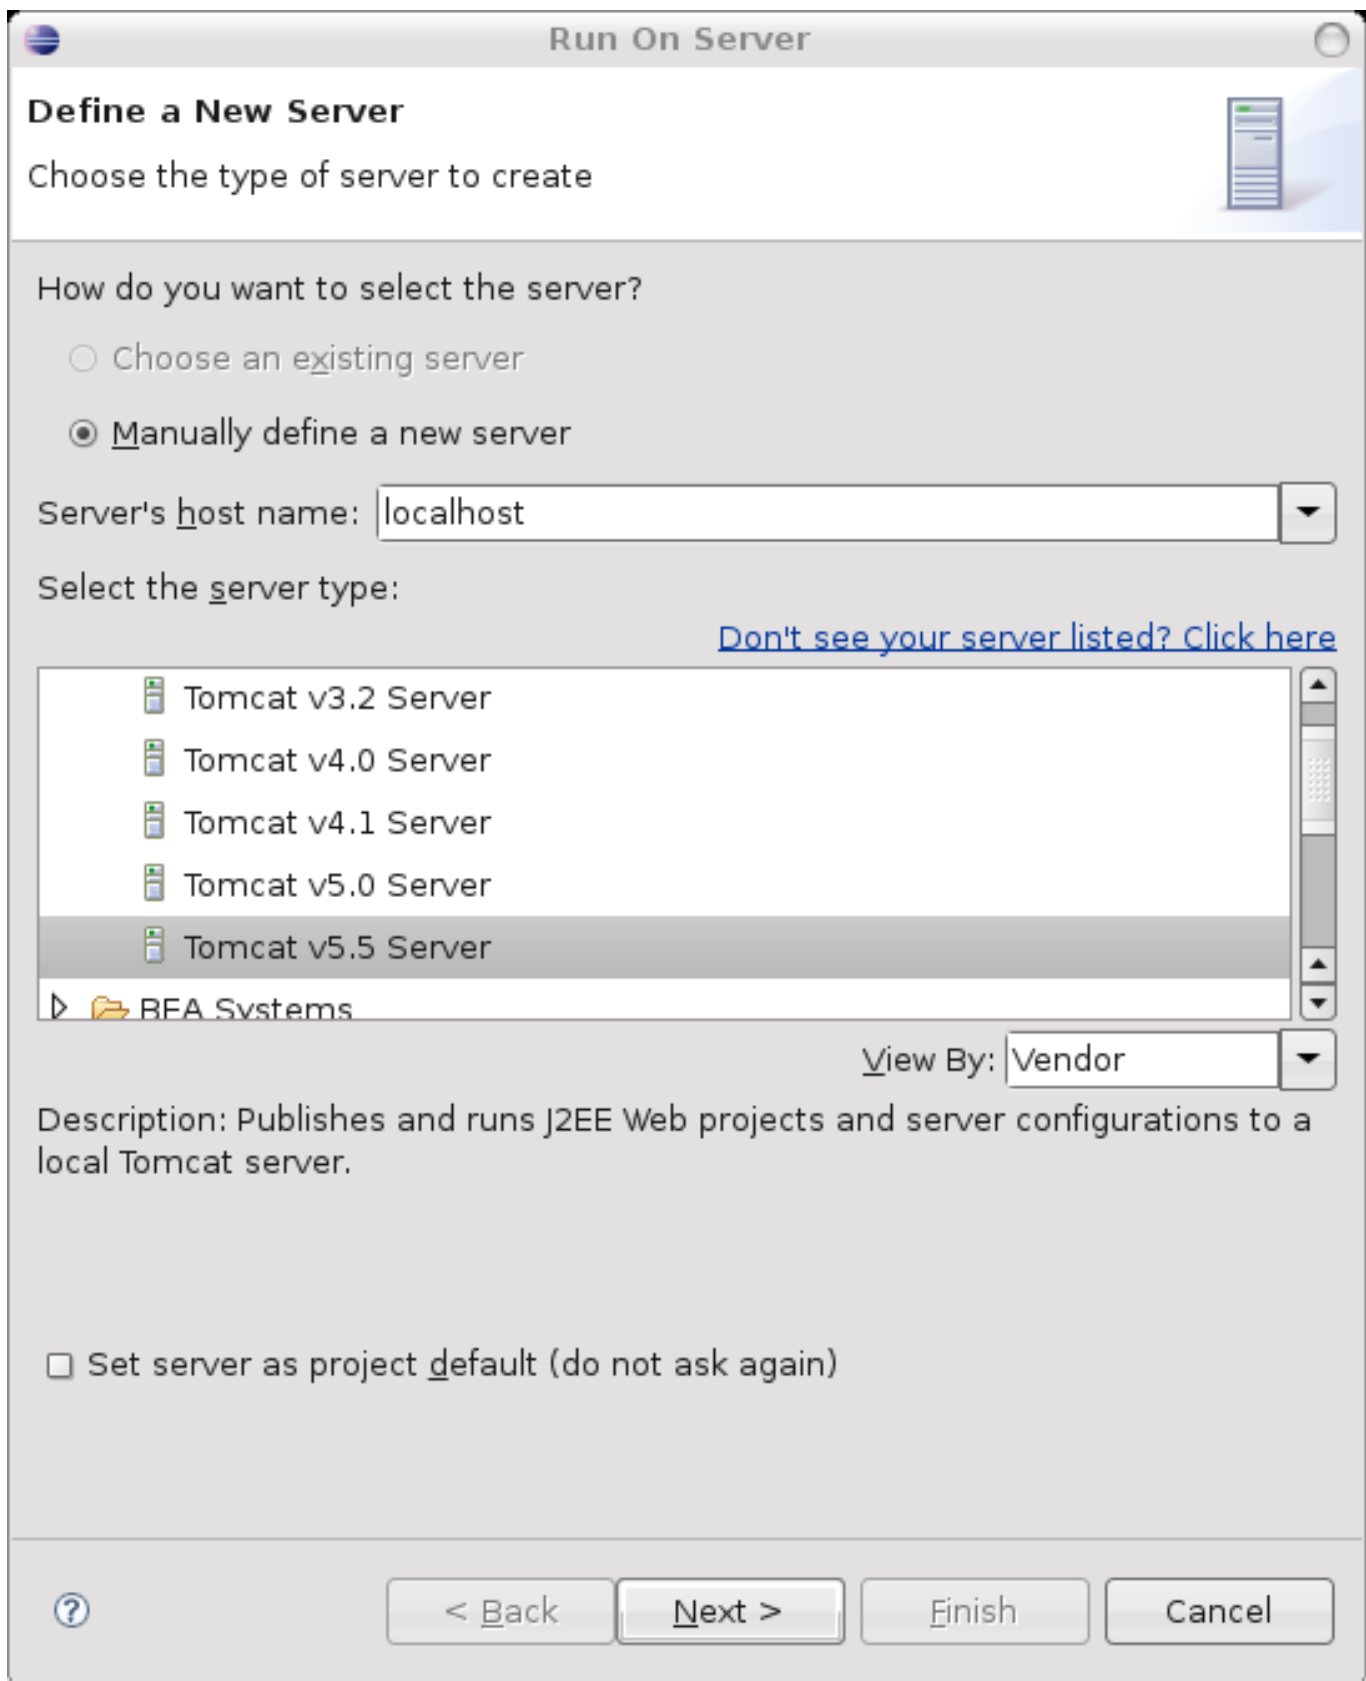 Run On Server
Define a New Server
Choose the type of server to create
How do you want to select the server?
Choose an existing server
Manually define a new server
Server's host name: localhost
Select the server type:
Don't see your server listed? Click here
Tomcat v3.2 Server
Tomcat v4.0 Server
Tomcat v4.1 Server
Tomcat v5.0 Server
Tomcat v5.5 Server
BEA Systems
View By: Vendor
Description: Publishes and runs J2EE Web projects and server configurations to a
local Tomcat server.
Set server as project default (do not ask again)
< Back Next > Finish Cancel